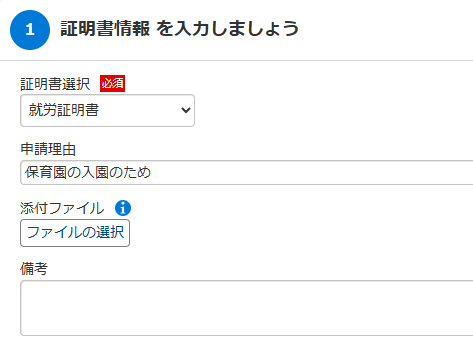 1 証明書情報 を入力しましょう
証明書選択 必須
就労証明書
申請理由
保育園の入園のため
添付ファイル i
ファイルの選択
備考